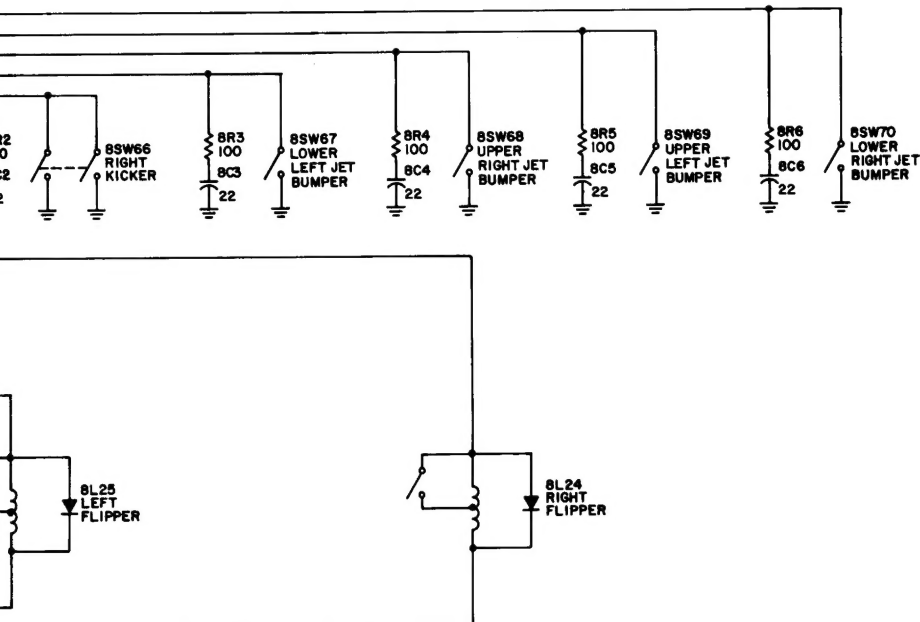 8SW66
RIGHT
KICKER
8R3
100
8C3
22
8SW67
LOWER
LEFT JET
BUMPER
8R4
100
8C4
22
8SW68
UPPER
RIGHT JET
BUMPER
8R5
100
8C5
22
8SW69
UPPER
LEFT JET
BUMPER
8R6
100
8C6
22
8SW70
LOWER
RIGHT JET
BUMPER
8L25
LEFT
FLIPPER
8L24
RIGHT
FLIPPER